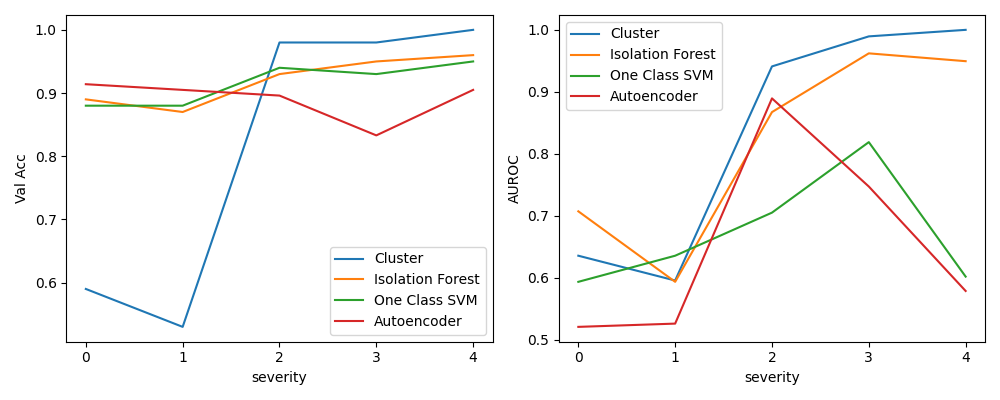 1.0
0.9
0.8
0.7
0.6
Val Acc
0 1 2 3 4
severity
Cluster
Isolation Forest
One Class SVM
Autoencoder
1.0
0.9
0.8
0.7
0.6
0.5
AUROC
0 1 2 3 4
severity
Cluster
Isolation Forest
One Class SVM
Autoencoder